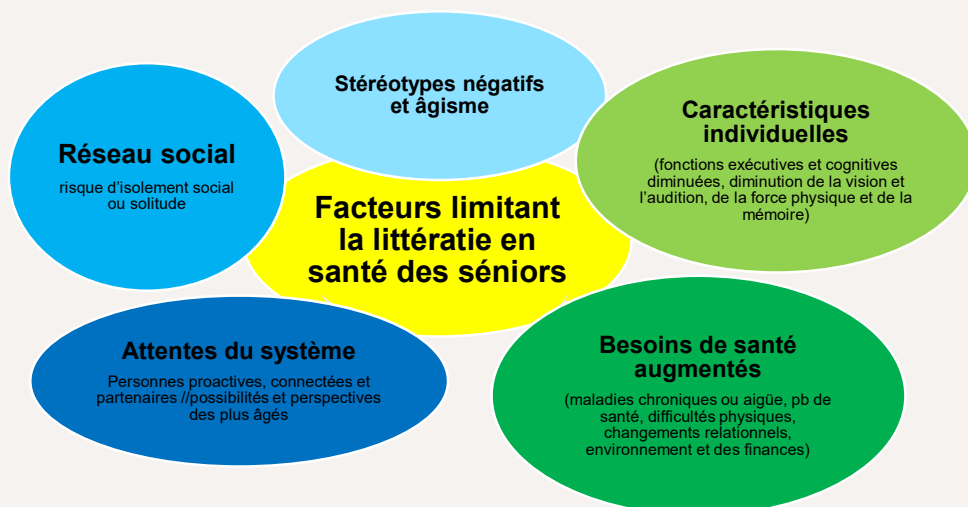 Stéréotypes négatifs
et âgisme
Réseau social
risque d'isolement social
ou solitude
Caractéristiques
individuelles
(fonctions exécutives et cognitives
diminuées, diminution de la vision et
l'audition, de la force physique et de la
mémoire)
Facteurs limitant
la littératie en
santé des séniors
Attentes du système
Personnes proactives, connectées et
partenaires //possibilités et perspectives
des plus âgés
Besoins de santé
augmentés
(maladies chroniques ou aigüe, pb de
santé, difficultés physiques,
changements relationnels,
environnement et des finances)